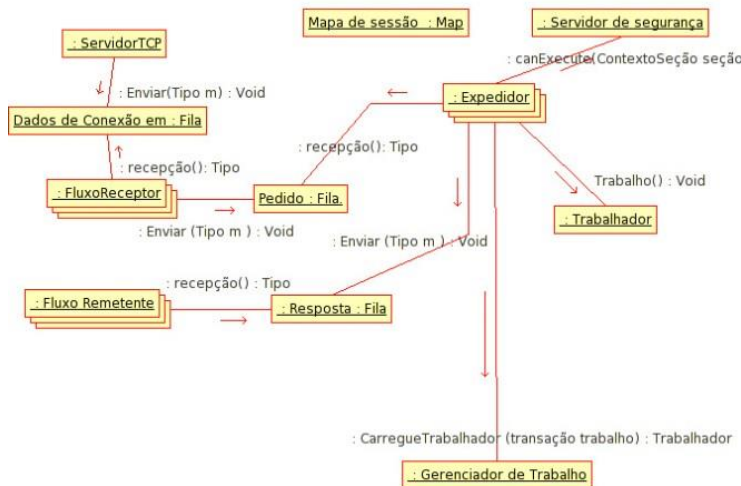 Mapa de sessão : Map
: Servidor de segurança
: ServidorTCP
: canExecute(ContextoSeção seção
: Enviar(Tipo m) : Void
: Expedidor
Dados de Conexão em : Fila
: recepção(): Tipo
: recepção(): Tipo
: FluxoReceptor
Pedido : Fila.
Trabalho() : Void
: Trabalhador
: Enviar (Tipo m ) : Void
: Enviar (Tipo m ) : Void
: recepção() : Tipo
: Fluxo Remetente
: Resposta : Fila
: CarregueTrabalhador (transação trabalho) : Trabalhador
: Gerenciador de Trabalho